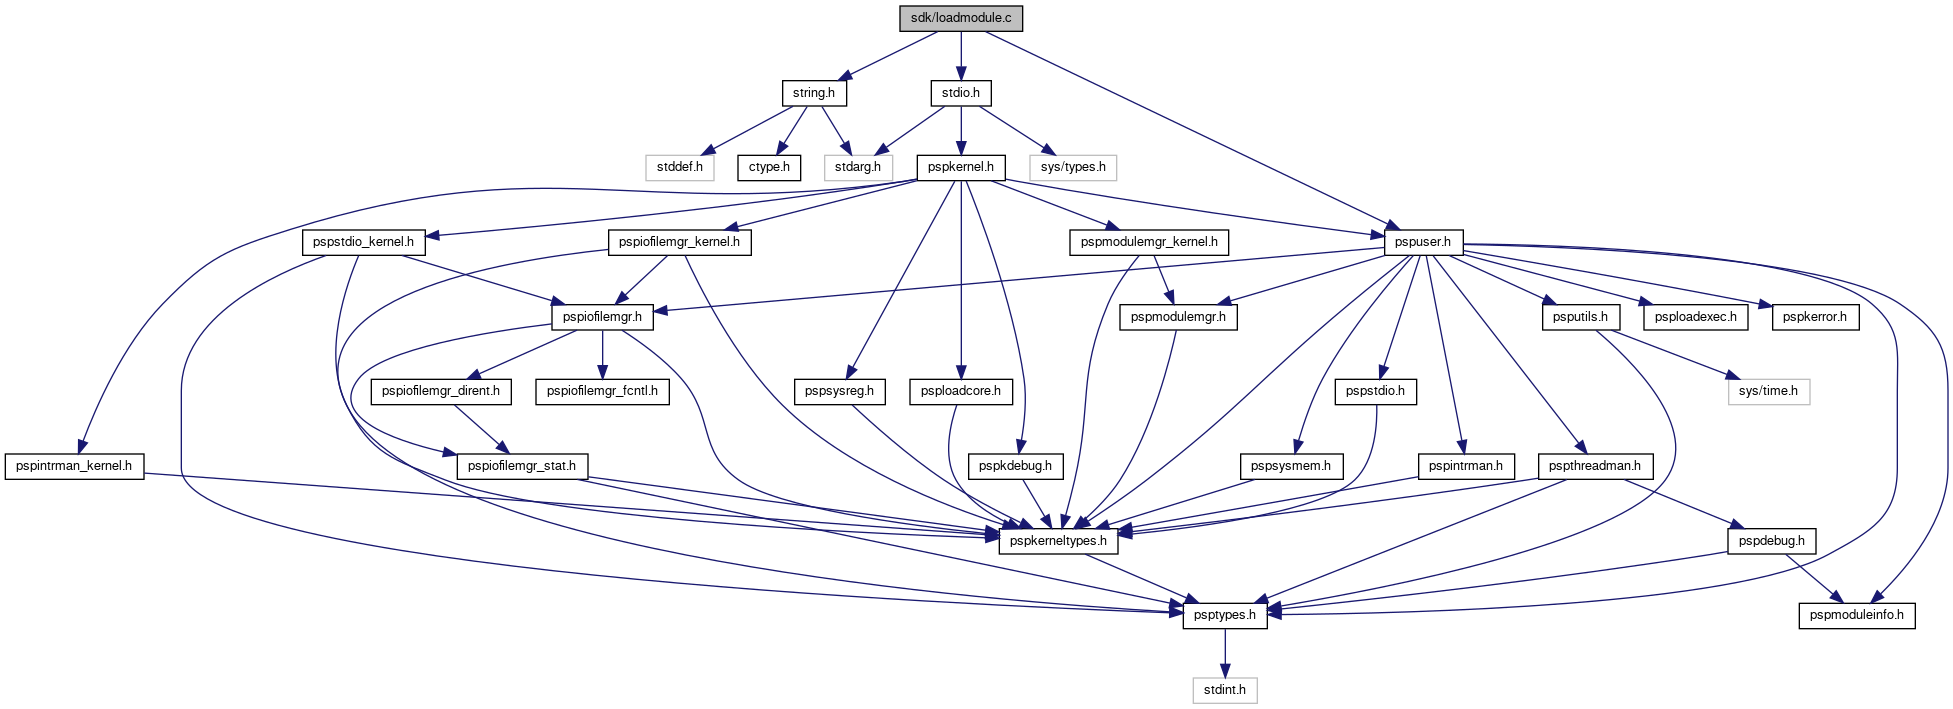 sdk/loadmodule.c
string.h
stdio.h
stddef.h
ctype.h
stdarg.h
pspkernel.h
sys/types.h
pspstdio_kernel.h
pspiofilemgr_kernel.h
pspmodulemgr_kernel.h
pspuser.h
pspiofilemgr.h
pspmodulemgr.h
psputils.h
psploadexec.h
pspkerror.h
pspiofilemgr_dirent.h
pspiofilemgr_fcntl.h
pspsysreg.h
psploadcore.h
pspstdio.h
sys/time.h
pspintrman_kernel.h
pspiofilemgr_stat.h
pspkdebug.h
pspsysmem.h
pspintrman.h
pspthreadman.h
pspkerneltypes.h
pspdebug.h
psptypes.h
pspmoduleinfo.h
stdint.h